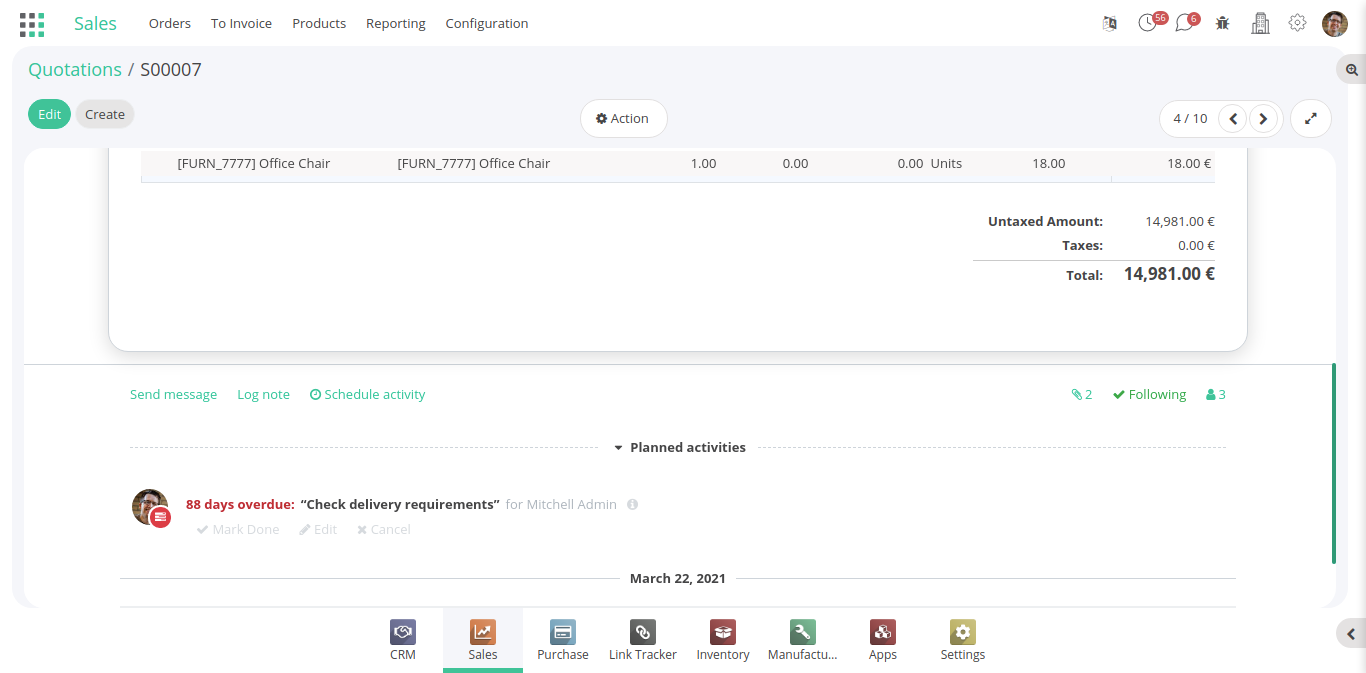 Sales Orders To Invoice Products Reporting Configuration 56 6
Quotations / S00007
Edit Create Action 4 / 10
[FURN_7777] Office Chair [FURN_7777] Office Chair 1.00 0.00 0.00 Units 18.00 18.00 €
Untaxed Amount: 14,981.00 €
Taxes: 0.00 €
Total: 14,981.00 €
Send message Log note Schedule activity 2 Following 3
Planned activities
88 days overdue: “Check delivery requirements” for Mitchell Admin
Mark Done Edit Cancel
March 22, 2021
CRM Sales Purchase Link Tracker Inventory Manufactu... Apps Settings